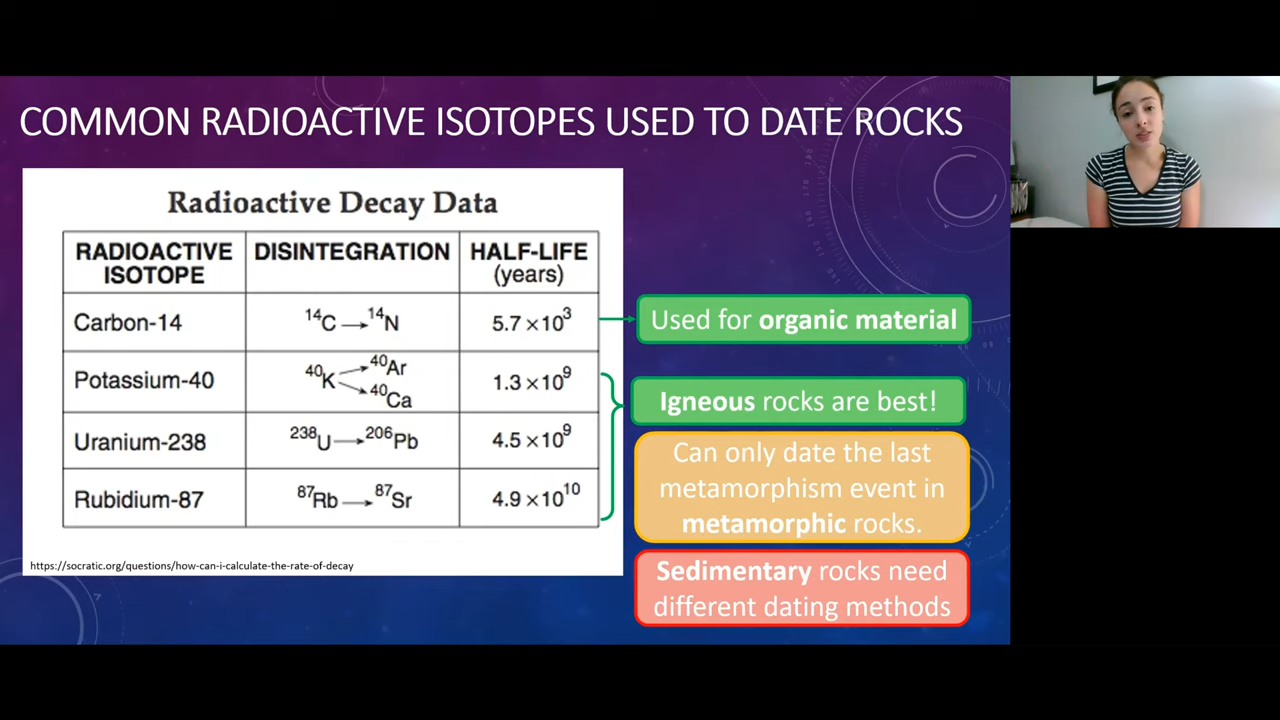 COMMON RADIOACTIVE ISOTOPES USED TO DATE ROCKS
Radioactive Decay Data
RADIOACTIVE ISOTOPE DISINTEGRATION HALF-LIFE (years)
Carbon-14 ¹⁴C → ¹⁴N 5.7 × 10³
Potassium-40 ⁴⁰K → ⁴⁰Ar ⁴⁰Ca 1.3 × 10⁹
Uranium-238 ²³⁸U → ²⁰⁶Pb 4.5 × 10⁹
Rubidium-87 ⁸⁷Rb → ⁸⁷Sr 4.9 × 10¹⁰
https://socratic.org/questions/how-can-i-calculate-the-rate-of-decay
Used for organic material
Igneous rocks are best!
Can only date the last
metamorphism event in
metamorphic rocks.
Sedimentary rocks need
different dating methods